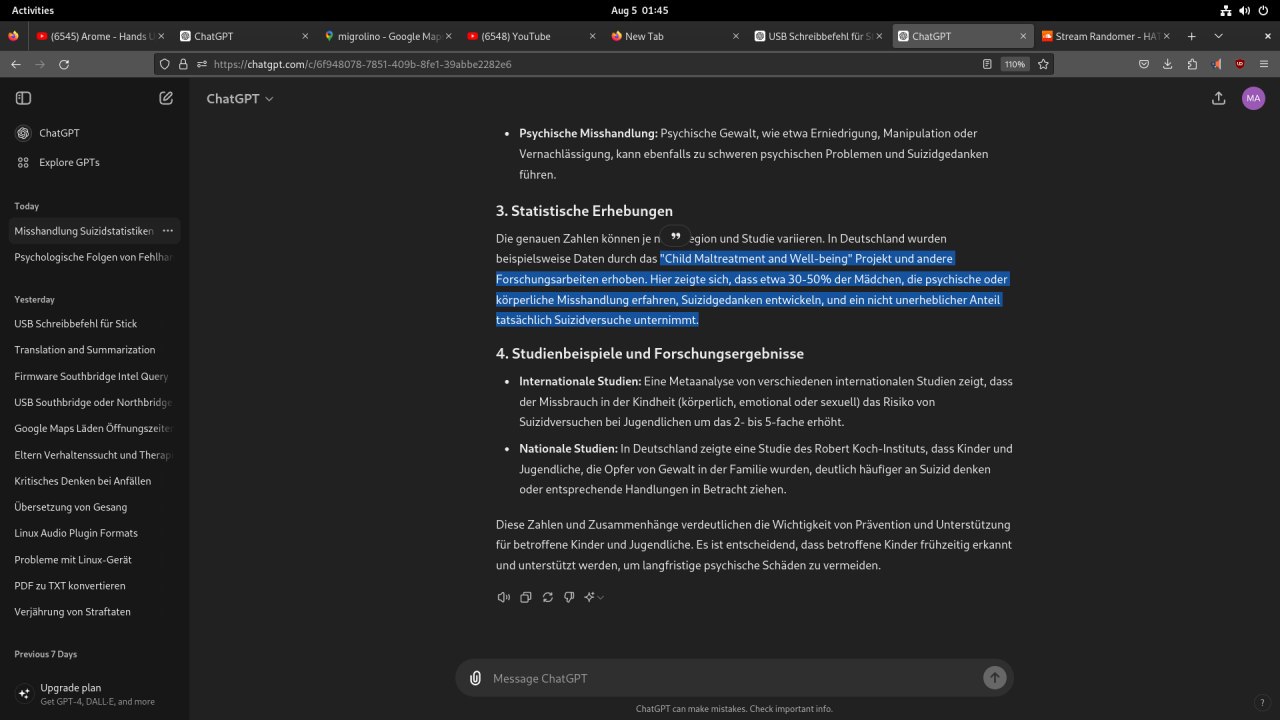 Activities
Aug 5 01:45
(6545) Arome - Hands U
ChatGPT
migrolino - Google Map
(6548) YouTube
New Tab
USB Schreibbefehl für S
ChatGPT
Stream Randomer - HAT
https://chatgpt.com/c/6f948078-7851-409b-8fe1-39abbe2282e6
110%
ChatGPT
MA
ChatGPT
Explore GPTs
Today
Misshandlung Suizidstatistiken
Psychologische Folgen von Fehlhan
Yesterday
USB Schreibbefehl für Stick
Translation and Summarization
Firmware Southbridge Intel Query
USB Southbridge oder Northbridge
Google Maps Läden Öffnungszeiten
Eltern Verhaltenssucht und Therapi
Kritisches Denken bei Anfällen
Übersetzung von Gesang
Linux Audio Plugin Formats
Probleme mit Linux-Gerät
PDF zu TXT konvertieren
Verjährung von Straftaten
Previous 7 Days
Upgrade plan
Get GPT-4, DALL·E, and more
• Psychische Misshandlung: Psychische Gewalt, wie etwa Erniedrigung, Manipulation oder
Vernachlässigung, kann ebenfalls zu schweren psychischen Problemen und Suizidgedanken
führen.
3. Statistische Erhebungen
Die genauen Zahlen können je n egion und Studie variieren. In Deutschland wurden
beispielsweise Daten durch das "Child Maltreatment and Well-being" Projekt und andere
Forschungsarbeiten erhoben. Hier zeigte sich, dass etwa 30-50% der Mädchen, die psychische oder
körperliche Misshandlung erfahren, Suizidgedanken entwickeln, und ein nicht unerheblicher Anteil
tatsächlich Suizidversuche unternimmt.
4. Studienbeispiele und Forschungsergebnisse
• Internationale Studien: Eine Metaanalyse von verschiedenen internationalen Studien zeigt, dass
der Missbrauch in der Kindheit (körperlich, emotional oder sexuell) das Risiko von
Suizidversuchen bei Jugendlichen um das 2- bis 5-fache erhöht.
• Nationale Studien: In Deutschland zeigte eine Studie des Robert Koch-Instituts, dass Kinder und
Jugendliche, die Opfer von Gewalt in der Familie wurden, deutlich häufiger an Suizid denken
oder entsprechende Handlungen in Betracht ziehen.
Diese Zahlen und Zusammenhänge verdeutlichen die Wichtigkeit von Prävention und Unterstützung
für betroffene Kinder und Jugendliche. Es ist entscheidend, dass betroffene Kinder frühzeitig erkannt
und unterstützt werden, um langfristige psychische Schäden zu vermeiden.
Message ChatGPT
ChatGPT can make mistakes. Check important info.
?